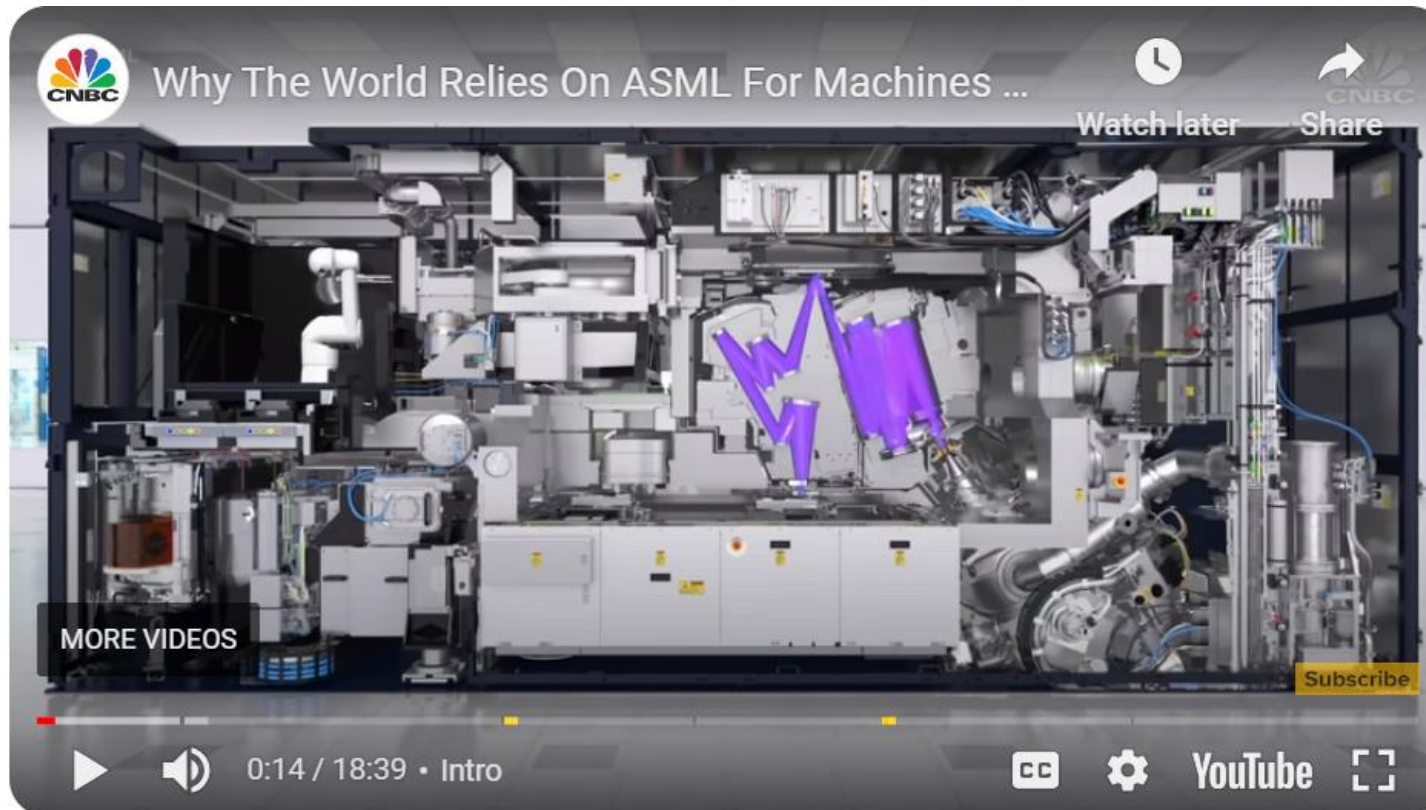 CNBC
Why The World Relies On ASML For Machines ...
Watch later
Share
CNBC
MORE VIDEOS
Subscribe
0:14 / 18:39 • Intro
CC
YouTube